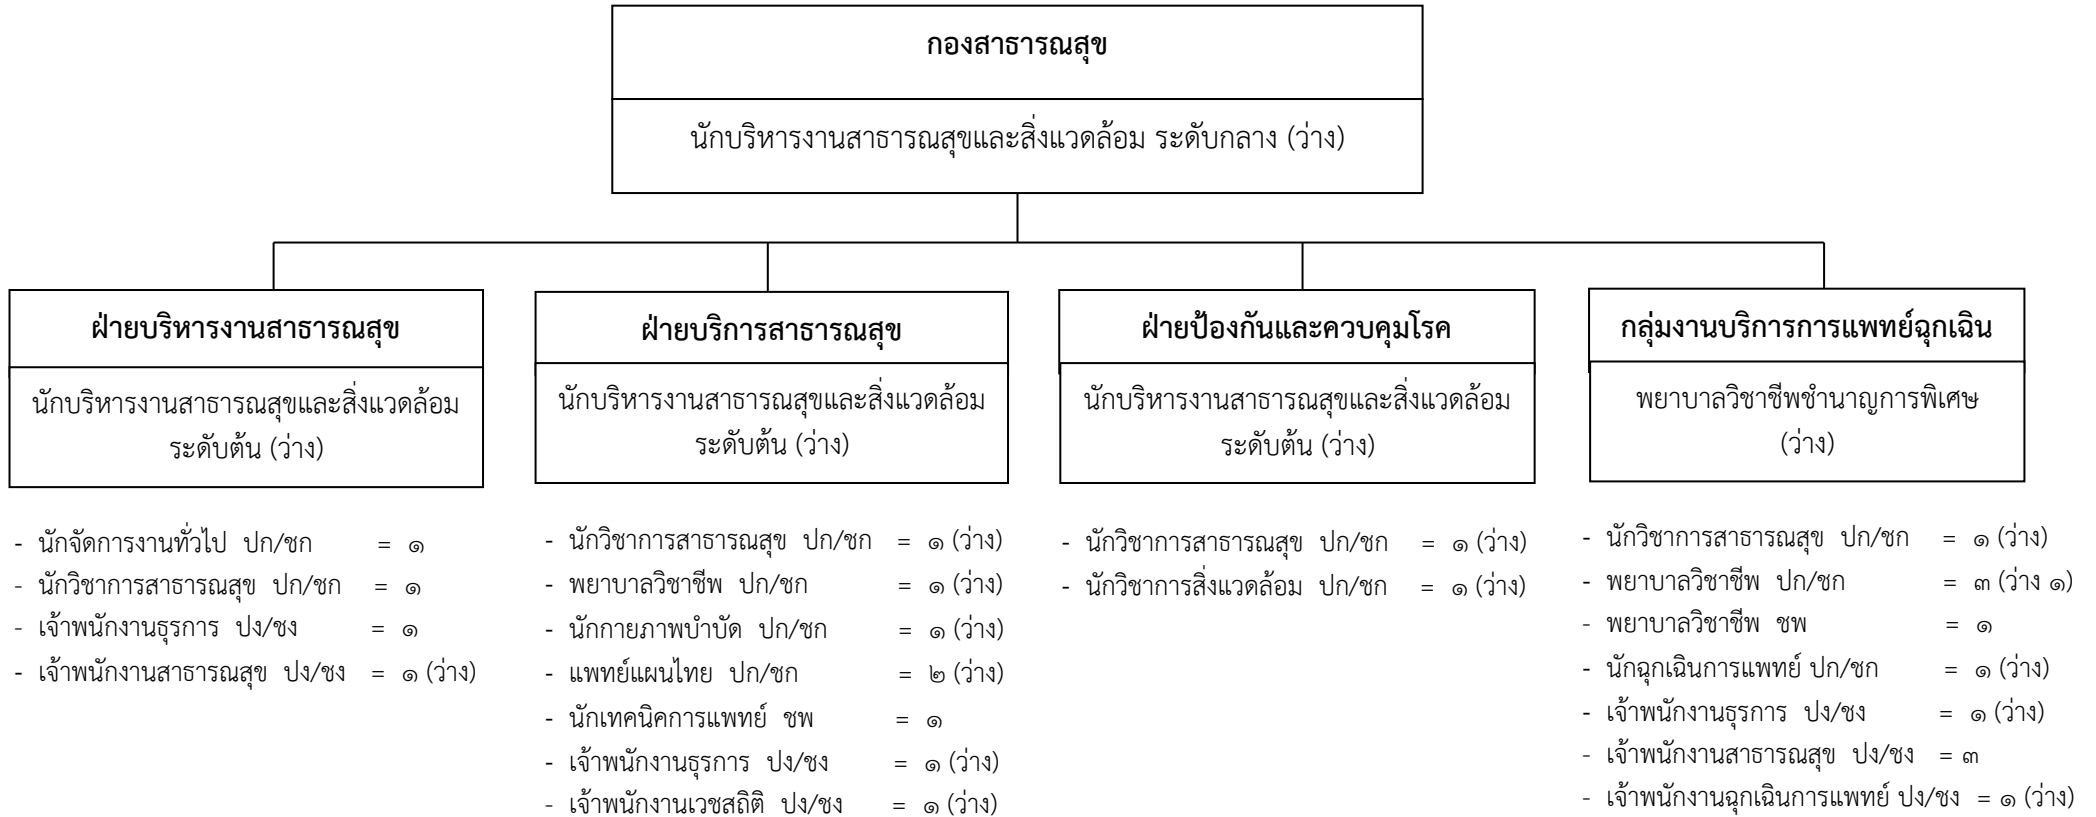 กองสาธารณสุข
นักบริหารงานสาธารณสุขและสิ่งแวดล้อม ระดับกลาง (ว่าง)
ฝ่ายบริหารงานสาธารณสุข
นักบริหารงานสาธารณสุขและสิ่งแวดล้อม
ระดับต้น (ว่าง)
- นักจัดการงานทั่วไป ปก/ชก = ๑
- นักวิชาการสาธารณสุข ปก/ชก = ๑
- เจ้าพนักงานธุรการ ปง/ชง = ๑
- เจ้าพนักงานสาธารณสุข ปง/ชง = ๑ (ว่าง)
ฝ่ายบริการสาธารณสุข
นักบริหารงานสาธารณสุขและสิ่งแวดล้อม
ระดับต้น (ว่าง)
- นักวิชาการสาธารณสุข ปก/ชก = ๑ (ว่าง)
- พยาบาลวิชาชีพ ปก/ชก = ๑ (ว่าง)
- นักกายภาพบำบัด ปก/ชก = ๑ (ว่าง)
- แพทย์แผนไทย ปก/ชก = ๒ (ว่าง)
- นักเทคนิคการแพทย์ ชพ = ๑
- เจ้าพนักงานธุรการ ปง/ชง = ๑ (ว่าง)
- เจ้าพนักงานเวชสถิติ ปง/ชง = ๑ (ว่าง)
ฝ่ายป้องกันและควบคุมโรค
นักบริหารงานสาธารณสุขและสิ่งแวดล้อม
ระดับต้น (ว่าง)
- นักวิชาการสาธารณสุข ปก/ชก = ๑ (ว่าง)
- นักวิชาการสิ่งแวดล้อม ปก/ชก = ๑ (ว่าง)
กลุ่มงานบริการการแพทย์ฉุกเฉิน
พยาบาลวิชาชีพชำนาญการพิเศษ
(ว่าง)
- นักวิชาการสาธารณสุข ปก/ชก = ๑ (ว่าง)
- พยาบาลวิชาชีพ ปก/ชก = ๓ (ว่าง ๑)
- พยาบาลวิชาชีพ ชพ = ๑
- นักฉุกเฉินการแพทย์ ปก/ชก = ๑ (ว่าง)
- เจ้าพนักงานธุรการ ปง/ชง = ๑ (ว่าง)
- เจ้าพนักงานสาธารณสุข ปง/ชง = ๓
- เจ้าพนักงานฉุกเฉินการแพทย์ ปง/ชง = ๑ (ว่าง)